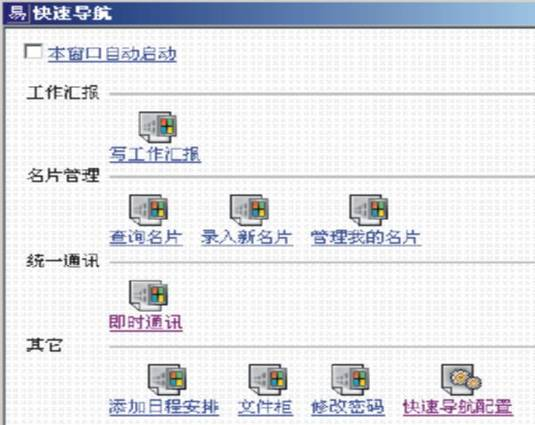 易 快速导航
本窗口自动启动
工作汇报
写工作汇报
名片管理
查询名片 录入新名片 管理我的名片
统一通讯
即时通讯
其它
添加日程安排 文件柜 修改密码 快速导航配置